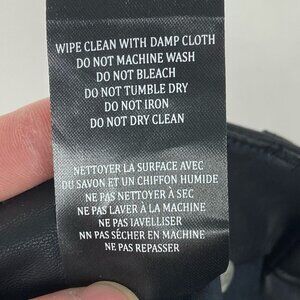 WIPE CLEAN WITH DAMP CLOTH
DO NOT MACHINE WASH
DO NOT BLEACH
DO NOT TUMBLE DRY
DO NOT IRON
DO NOT DRY CLEAN
NETTOYER LA SURFACE AVEC
DU SAVON ET UN CHIFFON HUMIDE
NE PAS NETTOYER À SEC
NE PAS LAVER À LA MACHINE
NE PAS JAVELLISER
NN PAS SÉCHER EN MACHINE
NE PAS REPASSER